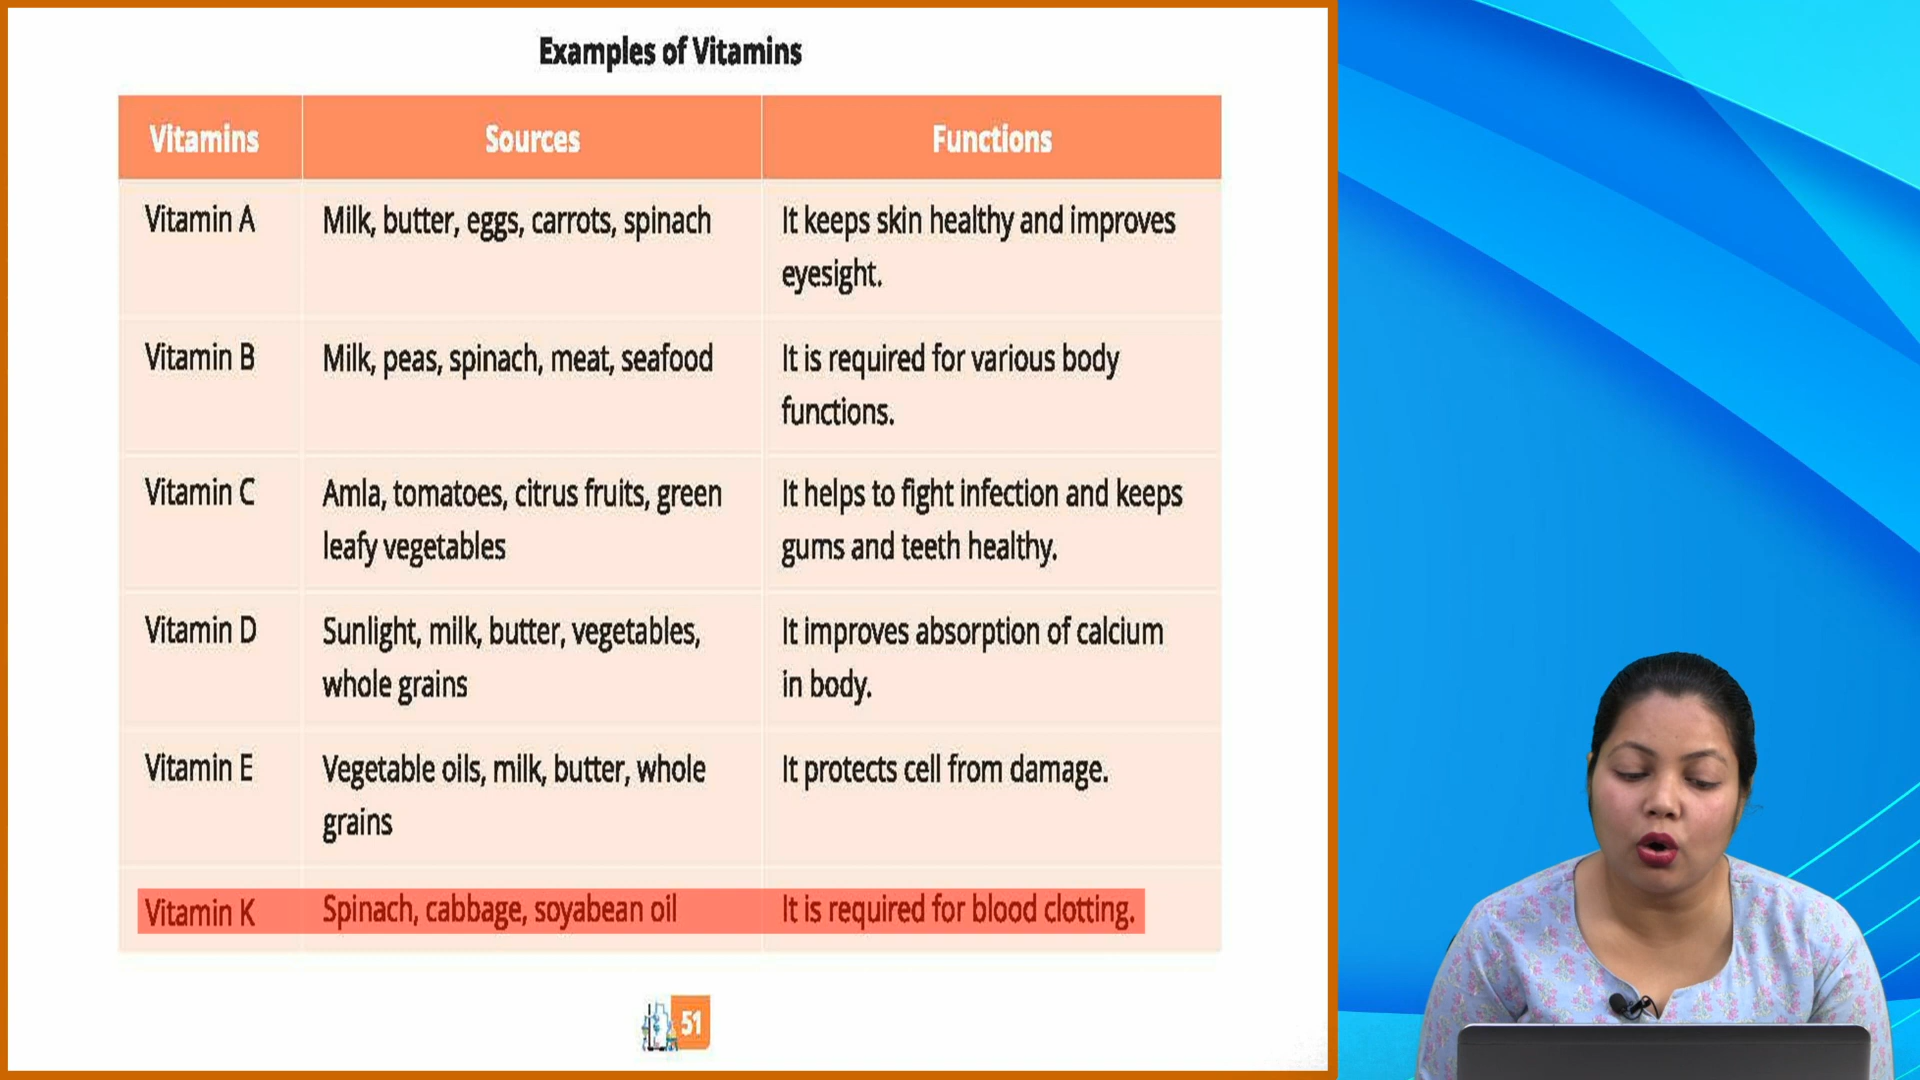 Examples of Vitamins
Vitamins Sources Functions
Vitamin A Milk, butter, eggs, carrots, spinach It keeps skin healthy and improves
eyesight.
Vitamin B Milk, peas, spinach, meat, seafood It is required for various body
functions.
Vitamin C Amla, tomatoes, citrus fruits, green It helps to fight infection and keeps
leafy vegetables gums and teeth healthy.
Vitamin D Sunlight, milk, butter, vegetables, It improves absorption of calcium
whole grains in body.
Vitamin E Vegetable oils, milk, butter, whole It protects cell from damage.
grains
Vitamin K Spinach, cabbage, soyabean oil It is required for blood clotting.
51